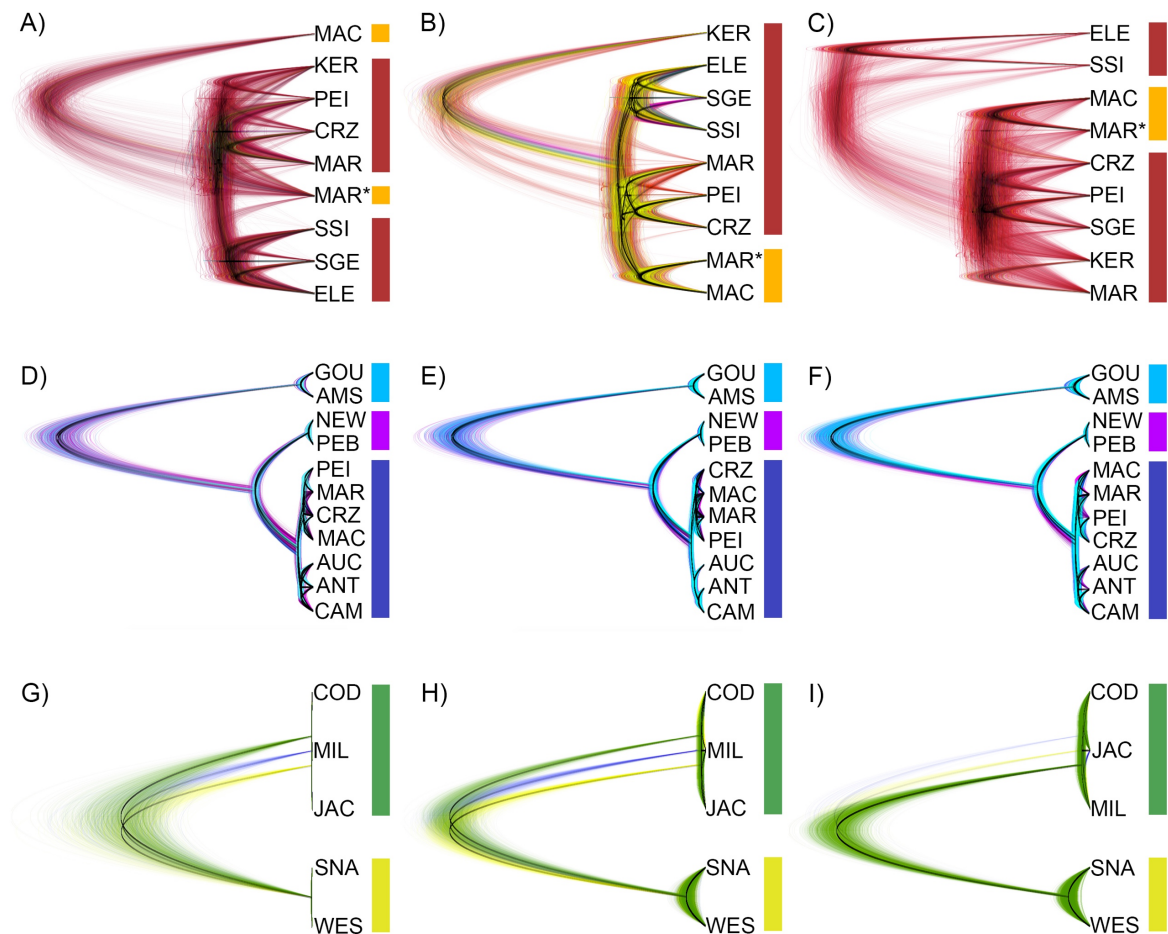 A)
MAC
KER
PEI
CRZ
MAR
MAR*
SSI
SGE
ELE
B)
KER
ELE
SGE
SSI
MAR
PEI
CRZ
MAR*
MAC
C)
ELE
SSI
MAC
MAR*
CRZ
PEI
SGE
KER
MAR
D)
GOU
AMS
NEW
PEB
PEI
MAR
CRZ
MAC
AUC
ANT
CAM
E)
GOU
AMS
NEW
PEB
CRZ
MAC
MAR
PEI
AUC
ANT
CAM
F)
GOU
AMS
NEW
PEB
MAC
MAR
PEI
CRZ
AUC
ANT
CAM
G)
COD
MIL
JAC
SNA
WES
H)
COD
MIL
JAC
SNA
WES
I)
COD
JAC
MIL
SNA
WES